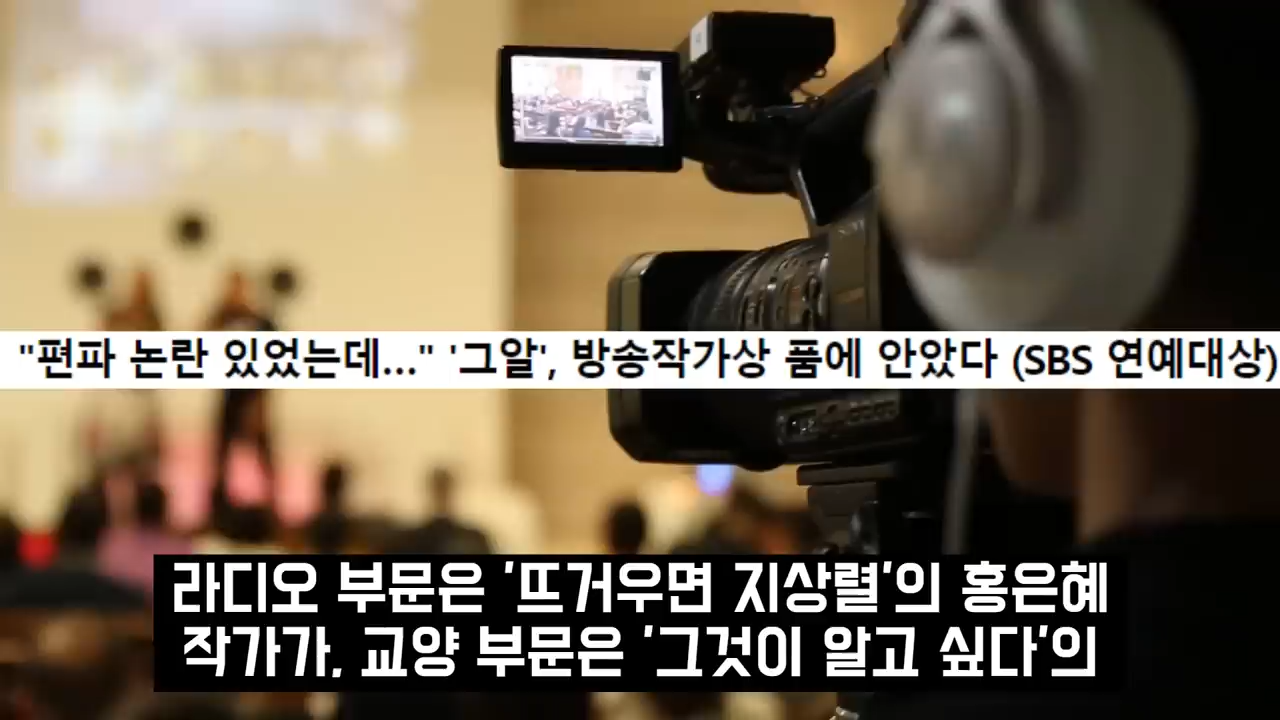 "편파 논란 있었는데..." '그알', 방송작가상 품에 안았다 (SBS 연예대상)
라디오 부문은 '뜨거우면 지상렬'의 홍은혜
작가가, 교양 부문은 '그것이 알고 싶다'의